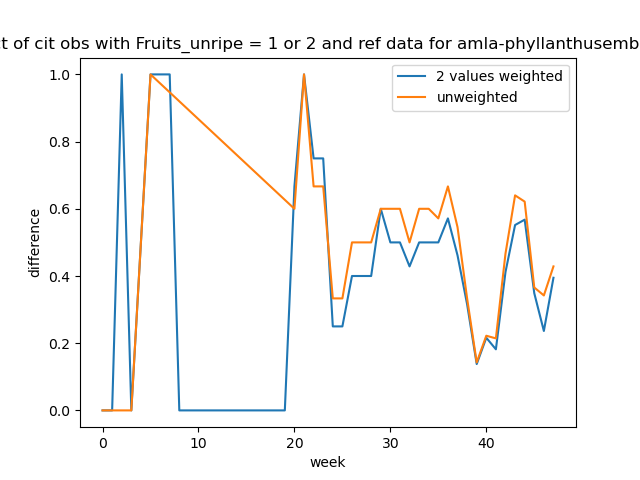 ct of cit obs with Fruits_unripe = 1 or 2 and ref data for amla-phyllanthusemb
2 values weighted
unweighted
1.0
0.8
0.6
0.4
0.2
0.0
difference
0 10 20 30 40
week